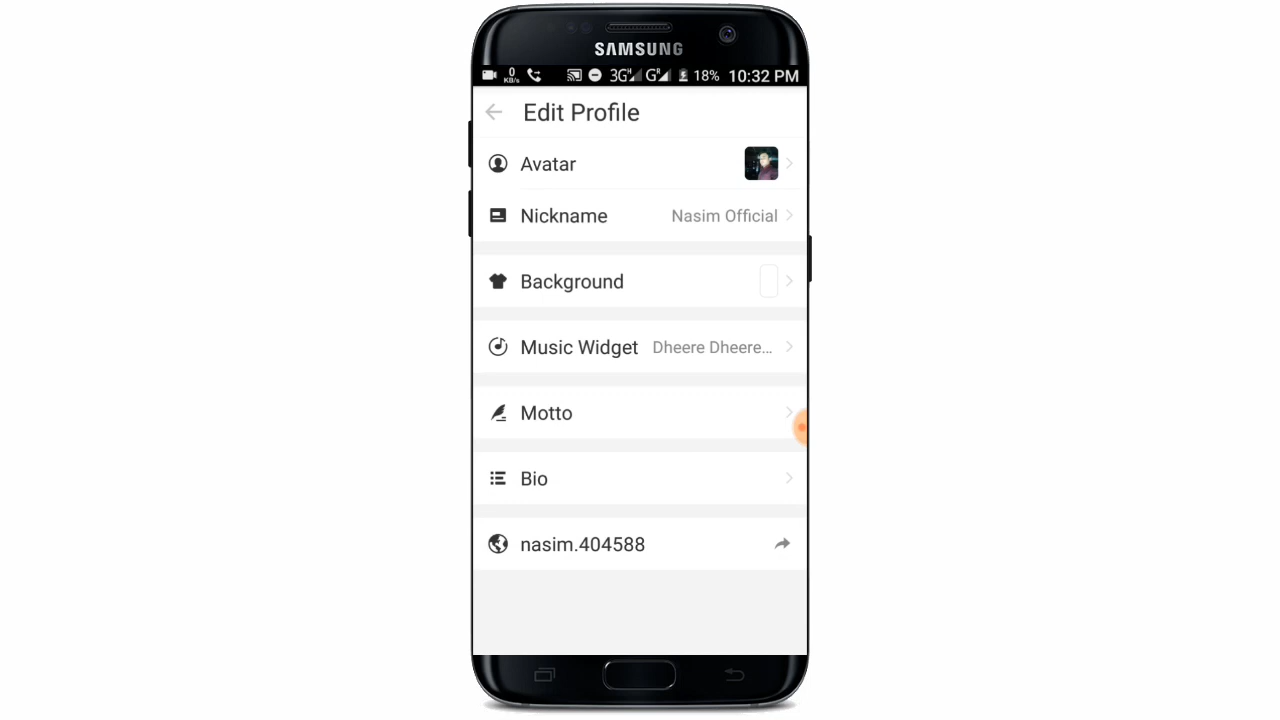 SAMSUNG
0 KB/s 3G H G R 18% 10:32 PM
Edit Profile
Avatar
Nickname Nasim Official
Background
Music Widget Dheere Dheere...
Motto
Bio
nasim.404588